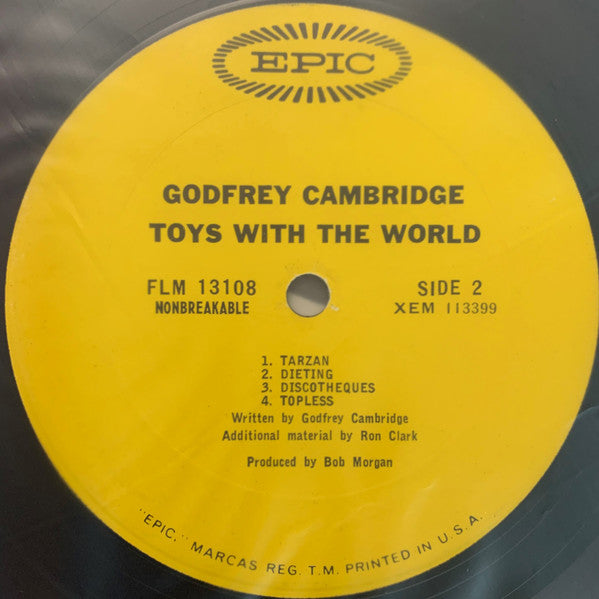 EPIC
GODFREY CAMBRIDGE
TOYS WITH THE WORLD
FLM 13108 SIDE 2
NONBREAKABLE XEM 113399
1. TARZAN
2. DIETING
3. DISCOTHEQUES
4. TOPLESS
Written by Godfrey Cambridge
Additional material by Ron Clark
Produced by Bob Morgan
"EPIC," MARCAS REG. T.M. PRINTED IN U.S.A.